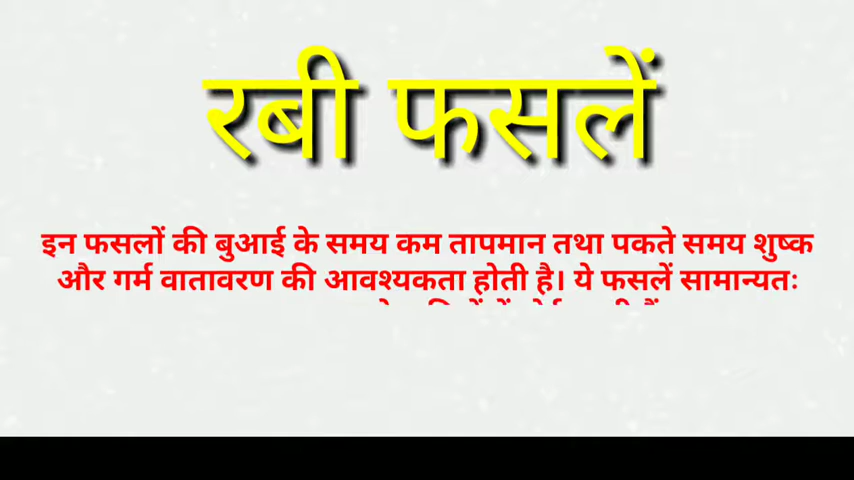 रबी फसलें
इन फसलों की बुआई के समय कम तापमान तथा पकते समय शुष्क
और गर्म वातावरण की आवश्यकता होती है। ये फसलें सामान्यतः